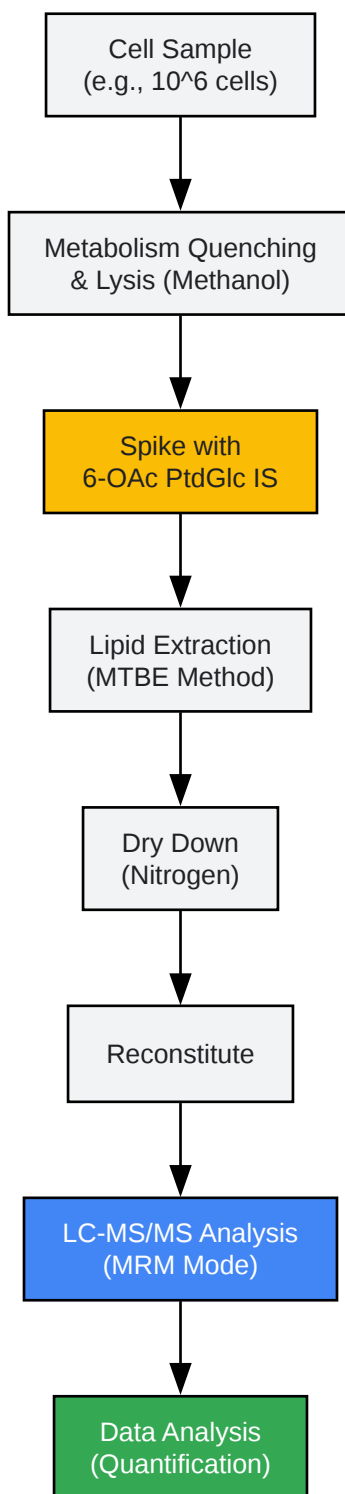 Cell Sample
(e.g., 10^6 cells)
Metabolism Quenching
& Lysis (Methanol)
Spike with
6-OAc PtdGlc IS
Lipid Extraction
(MTBE Method)
Dry Down
(Nitrogen)
Reconstitute
LC-MS/MS Analysis
(MRM Mode)
Data Analysis
(Quantification)